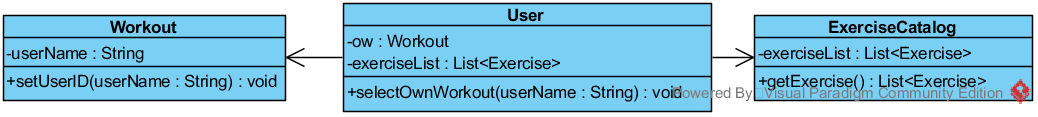 Workout
-userName : String
+setUserID(userName : String) : void
User
-ow : Workout
-exerciseList : List<Exercise>
+selectOwnWorkout(userName : String) : void
ExerciseCatalog
-exerciseList : List<Exercise>
+getExercise() : List<Exercise>
Powered By Visual Paradigm Community Edition